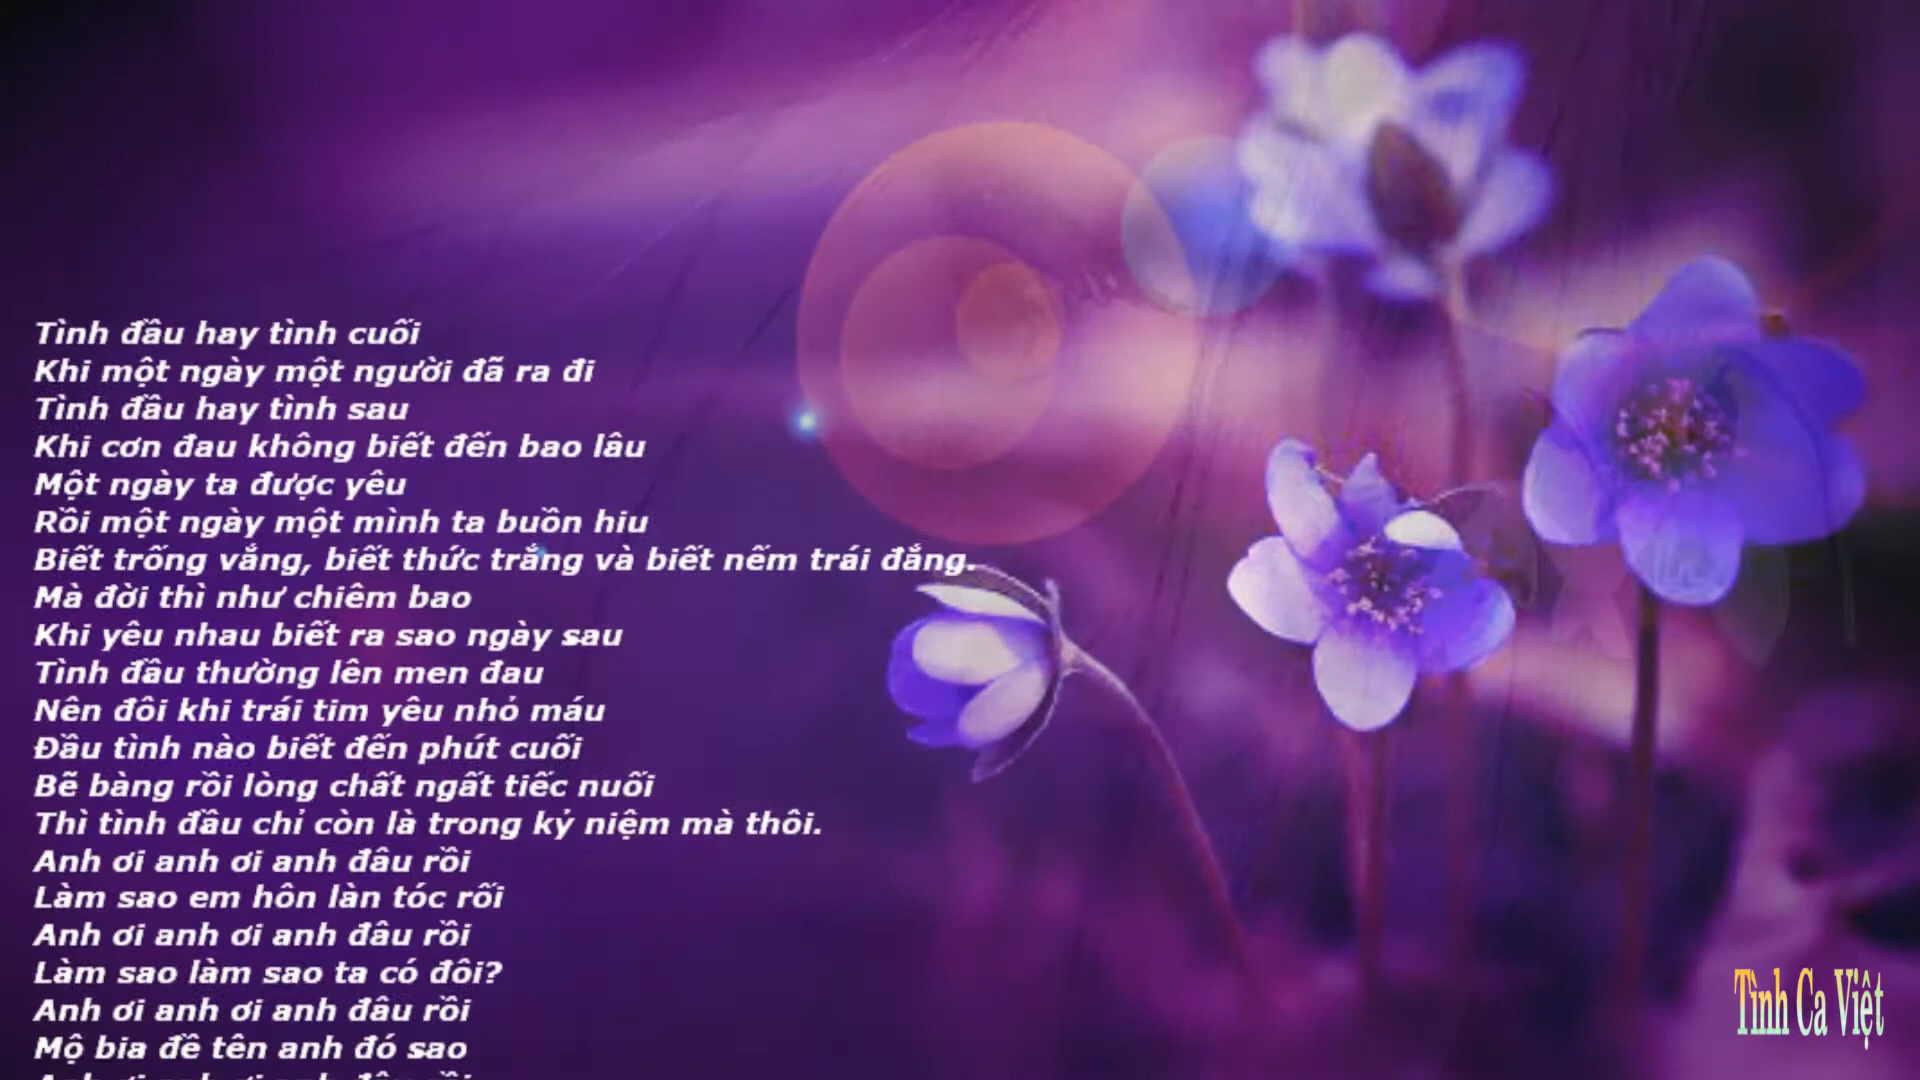 Tình đầu hay tình cuối
Khi một ngày một người đã ra đi
Tình đầu hay tình sau
Khi cơn đau không biết đến bao lâu
Một ngày ta được yêu
Rồi một ngày một mình ta buồn hiu
Biết trống vắng, biết thức trắng và biết nếm trái đắng.
Mà đời thì như chiêm bao
Khi yêu nhau biết ra sao ngày sau
Tình đầu thường lên men đau
Nên đôi khi trái tim yêu nhỏ máu
Đầu tình nào biết đến phút cuối
Bẽ bàng rồi lòng chất ngất tiếc nuối
Thì tình đầu chỉ còn là trong kỷ niệm mà thôi.
Anh ơi anh ơi anh đâu rồi
Làm sao em hôn làn tóc rối
Anh ơi anh ơi anh đâu rồi
Làm sao làm sao ta có đôi?
Anh ơi anh ơi anh đâu rồi
Mộ bia đề tên anh đó sao
Tình Ca Việt